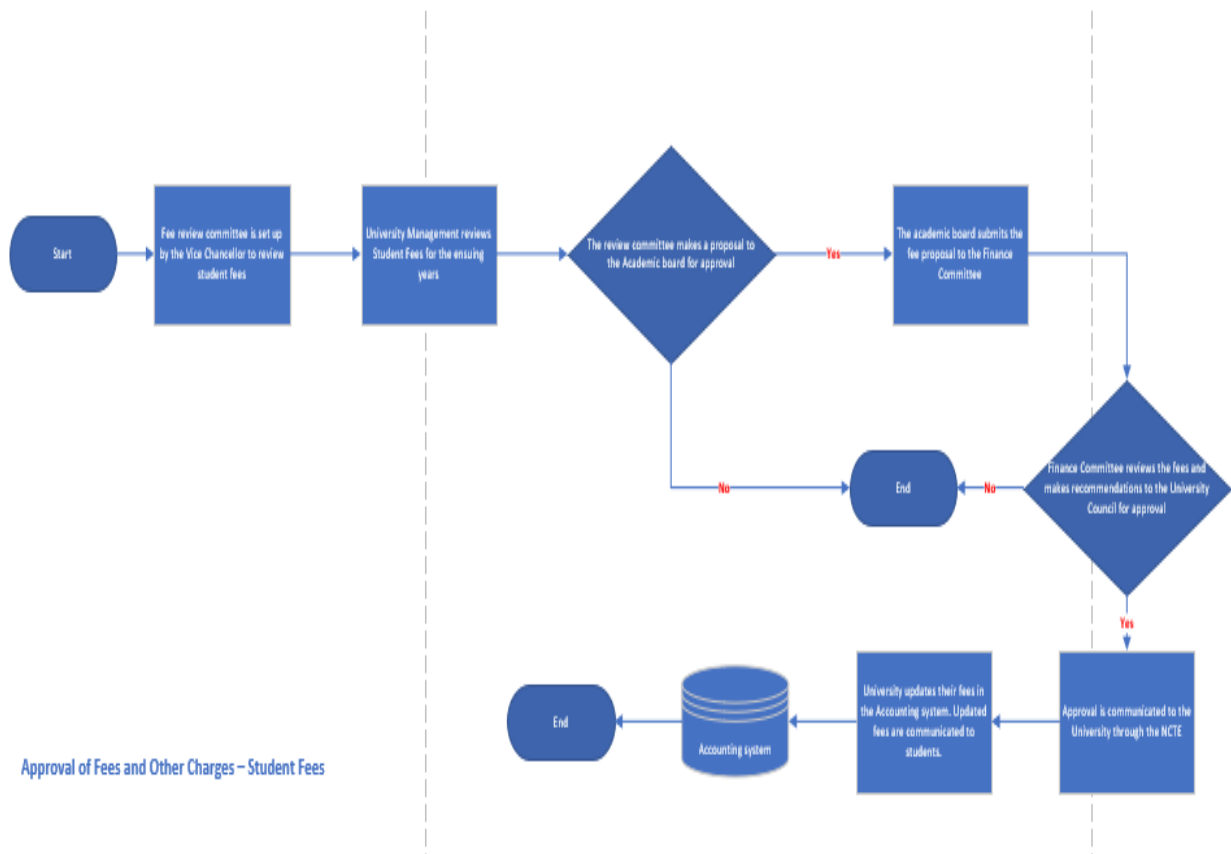 Start
Fee review committee is set up
by the Vice Chancellor to review
student fees
University Management reviews
Student Fees for the ensuing
years
The review committee makes a proposal to
the Academic board for approval
Yes
The academic board submits the
fee proposal to the Finance
Committee
No
End
No
Finance Committee reviews the fees and
makes recommendations to the University
Council for approval
Yes
Approval is communicated to the
University through the NCTE
University updates their fees in
the Accounting system. Updated
fees are communicated to
students.
Accounting system
End
Approval of Fees and Other Charges – Student Fees